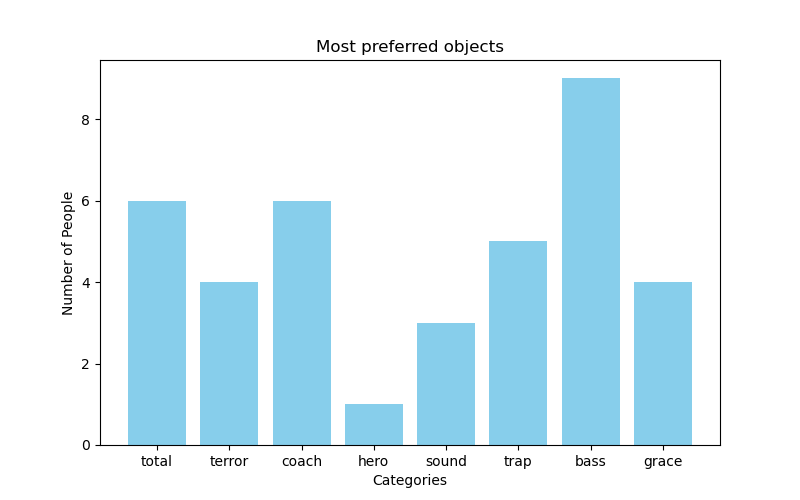 Most preferred objects
Number of People
8
6
4
2
0
total terror coach hero sound trap bass grace
Categories